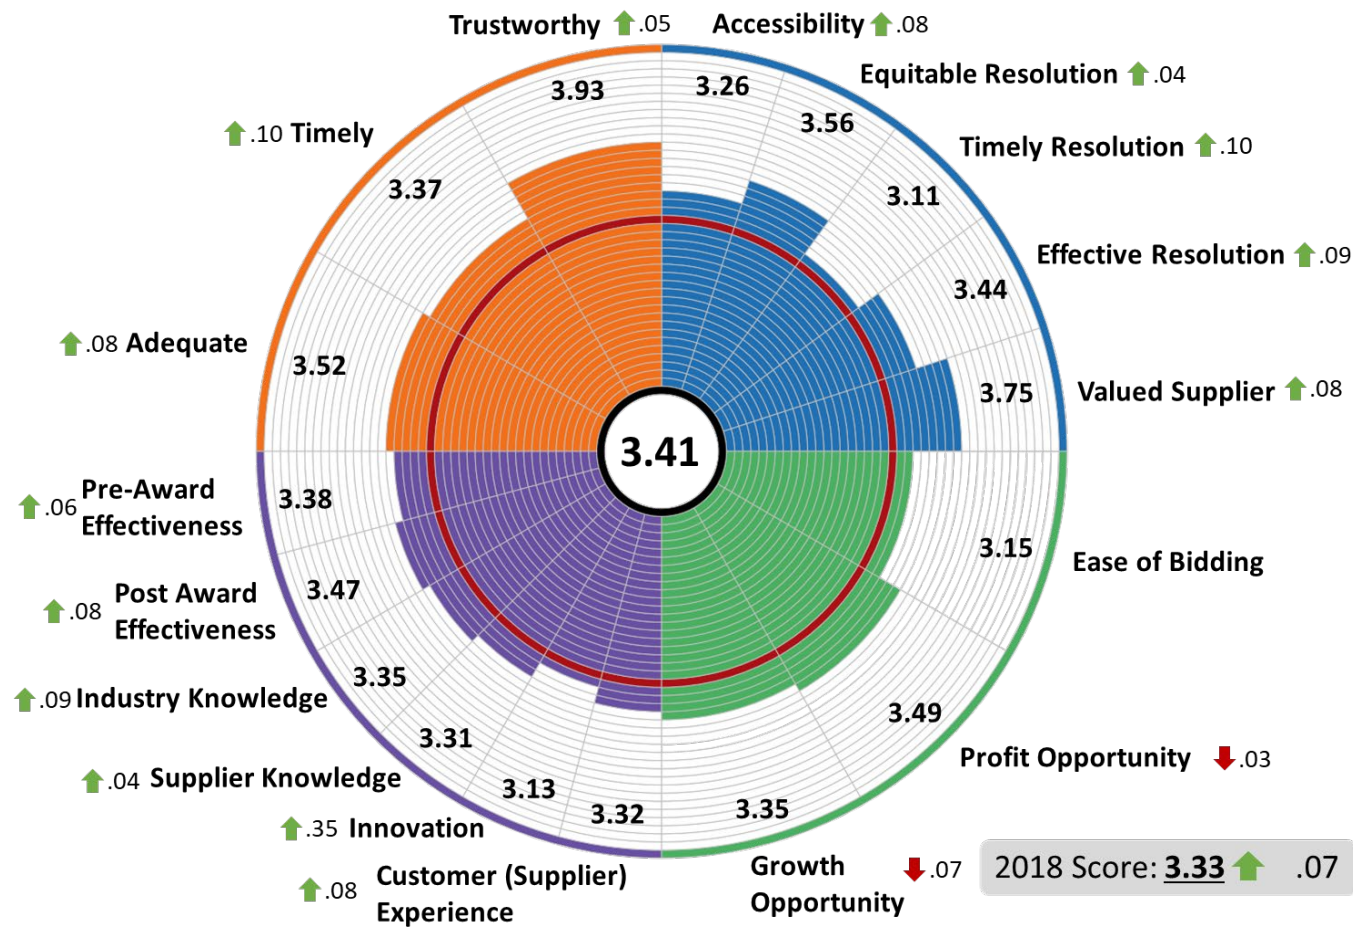 Trustworthy .05
Accessibility .08
3.93
3.26
Equitable Resolution .04
3.56
.10 Timely
Timely Resolution .10
3.37
3.11
Effective Resolution .09
3.44
.08 Adequate
3.52
Valued Supplier .08
3.75
3.41
Pre-Award
.06
Effectiveness
3.38
3.15
Ease of Bidding
Post Award
.08
Effectiveness
3.47
.09 Industry Knowledge
3.35
3.49
Profit Opportunity .03
.04 Supplier Knowledge
3.31
3.13
3.32
3.35
.35 Innovation
Growth
Opportunity
.07
.08
Customer (Supplier)
Experience
2018 Score: 3.33 .07